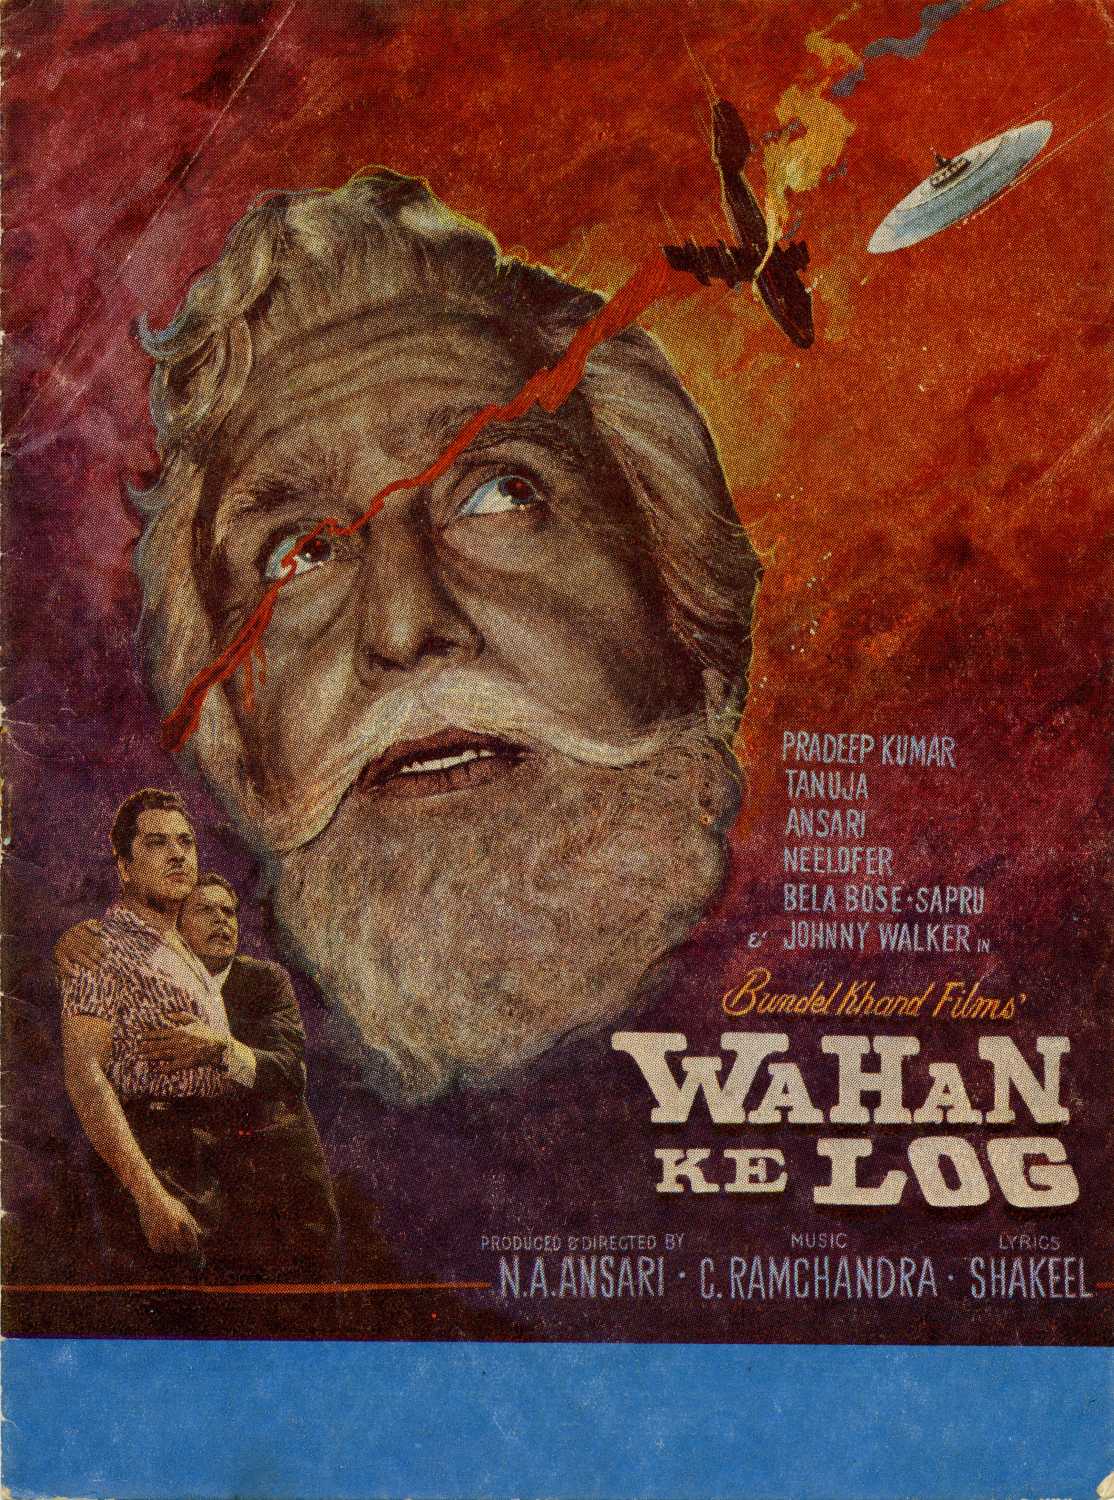 PRADEEP KUMAR
TANUJA
ANSARI
NEELOFER
BELA BOSE · SAPRU
& JOHNNY WALKER IN
Bundel Khand Films'
WAHAN
KE LOG
PRODUCED & DIRECTED BY MUSIC LYRICS
N.A.ANSARI · C. RAMCHANDRA · SHAKEEL